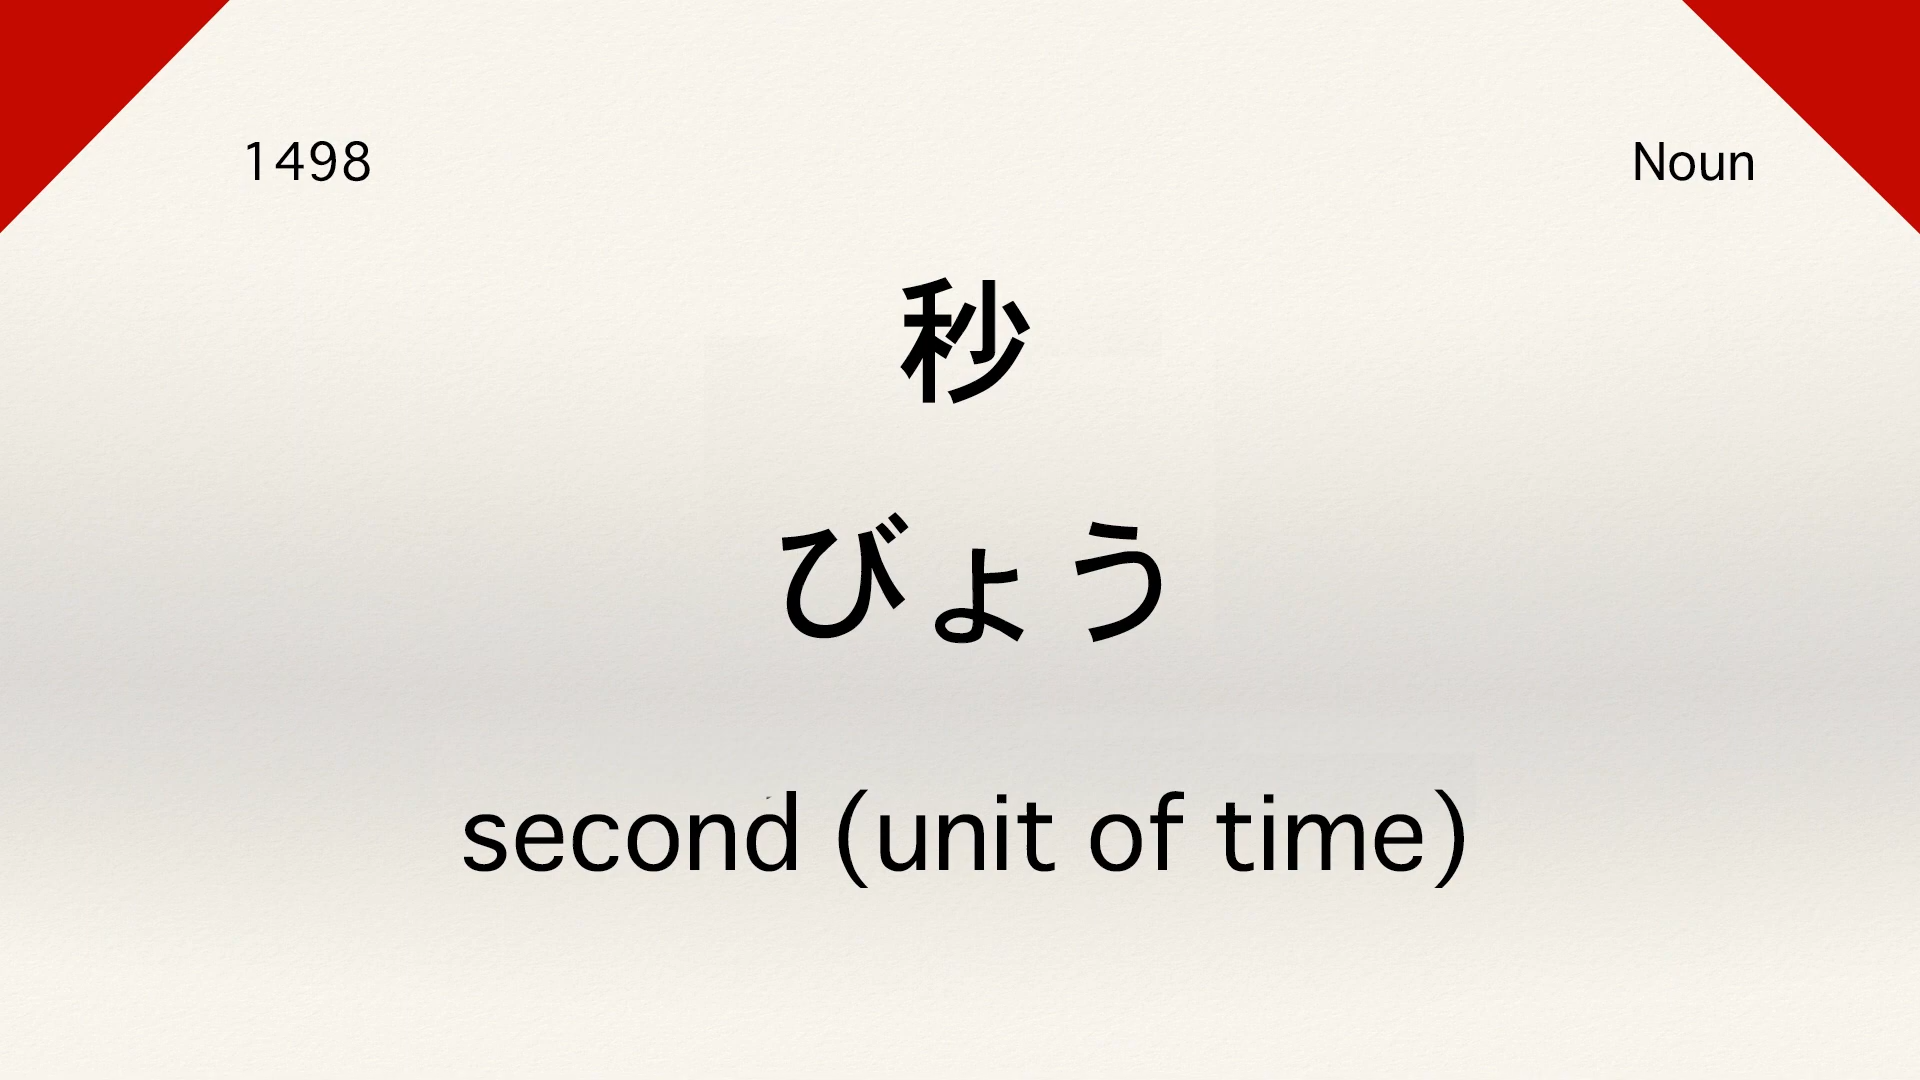 1498
Noun
秒
びょう
second (unit of time)